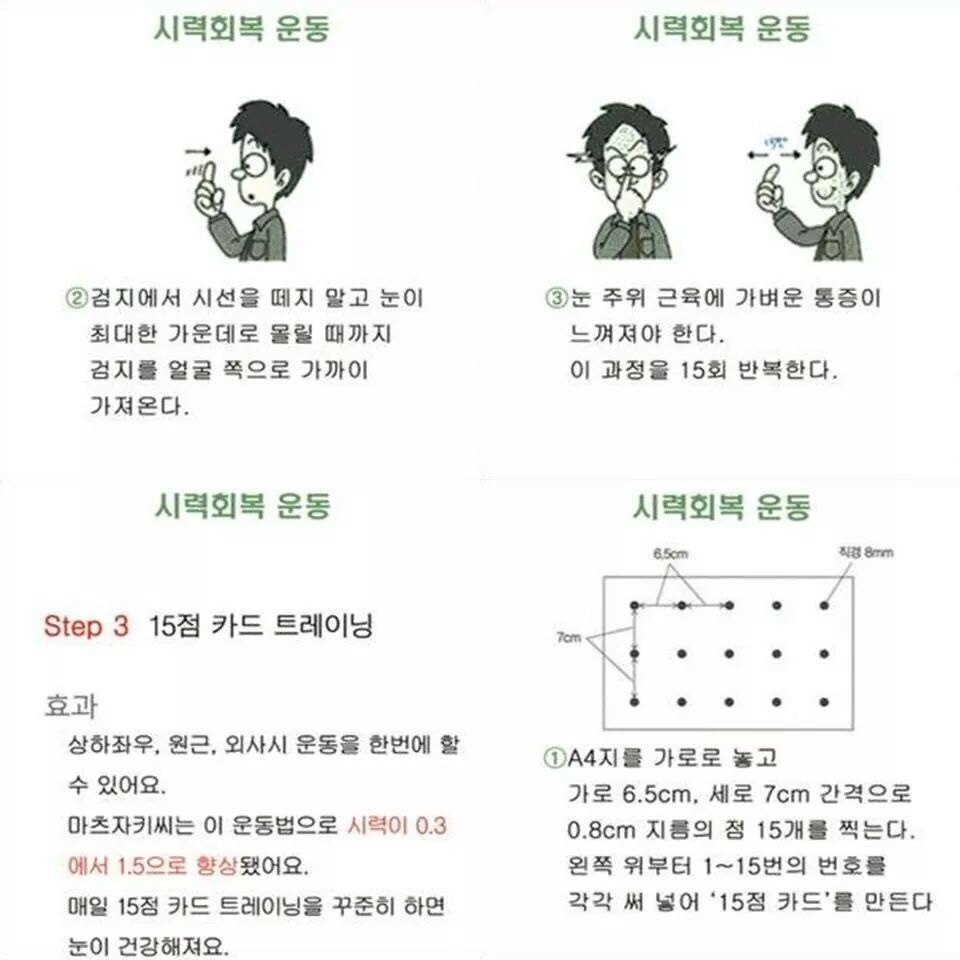 시력회복 운동
②검지에서 시선을 떼지 말고 눈이
최대한 가운데로 몰릴 때까지
검지를 얼굴 쪽으로 가까이
가져온다.
시력회복 운동
15번
③눈 주위 근육에 가벼운 통증이
느껴져야 한다.
이 과정을 15회 반복한다.
시력회복 운동
Step 3 15점 카드 트레이닝
효과
상하좌우, 원근, 외사시 운동을 한번에 할
수 있어요.
마츠자키씨는 이 운동법으로 시력이 0.3
에서 1.5으로 향상됐어요.
매일 15점 카드 트레이닝을 꾸준히 하면
눈이 건강해져요.
시력회복 운동
6.5cm
직경 8mm
7cm
①A4지를 가로로 놓고
가로 6.5cm, 세로 7cm 간격으로
0.8cm 지름의 점 15개를 찍는다.
왼쪽 위부터 1~15번의 번호를
각각 써 넣어 ‘15점 카드’를 만든다